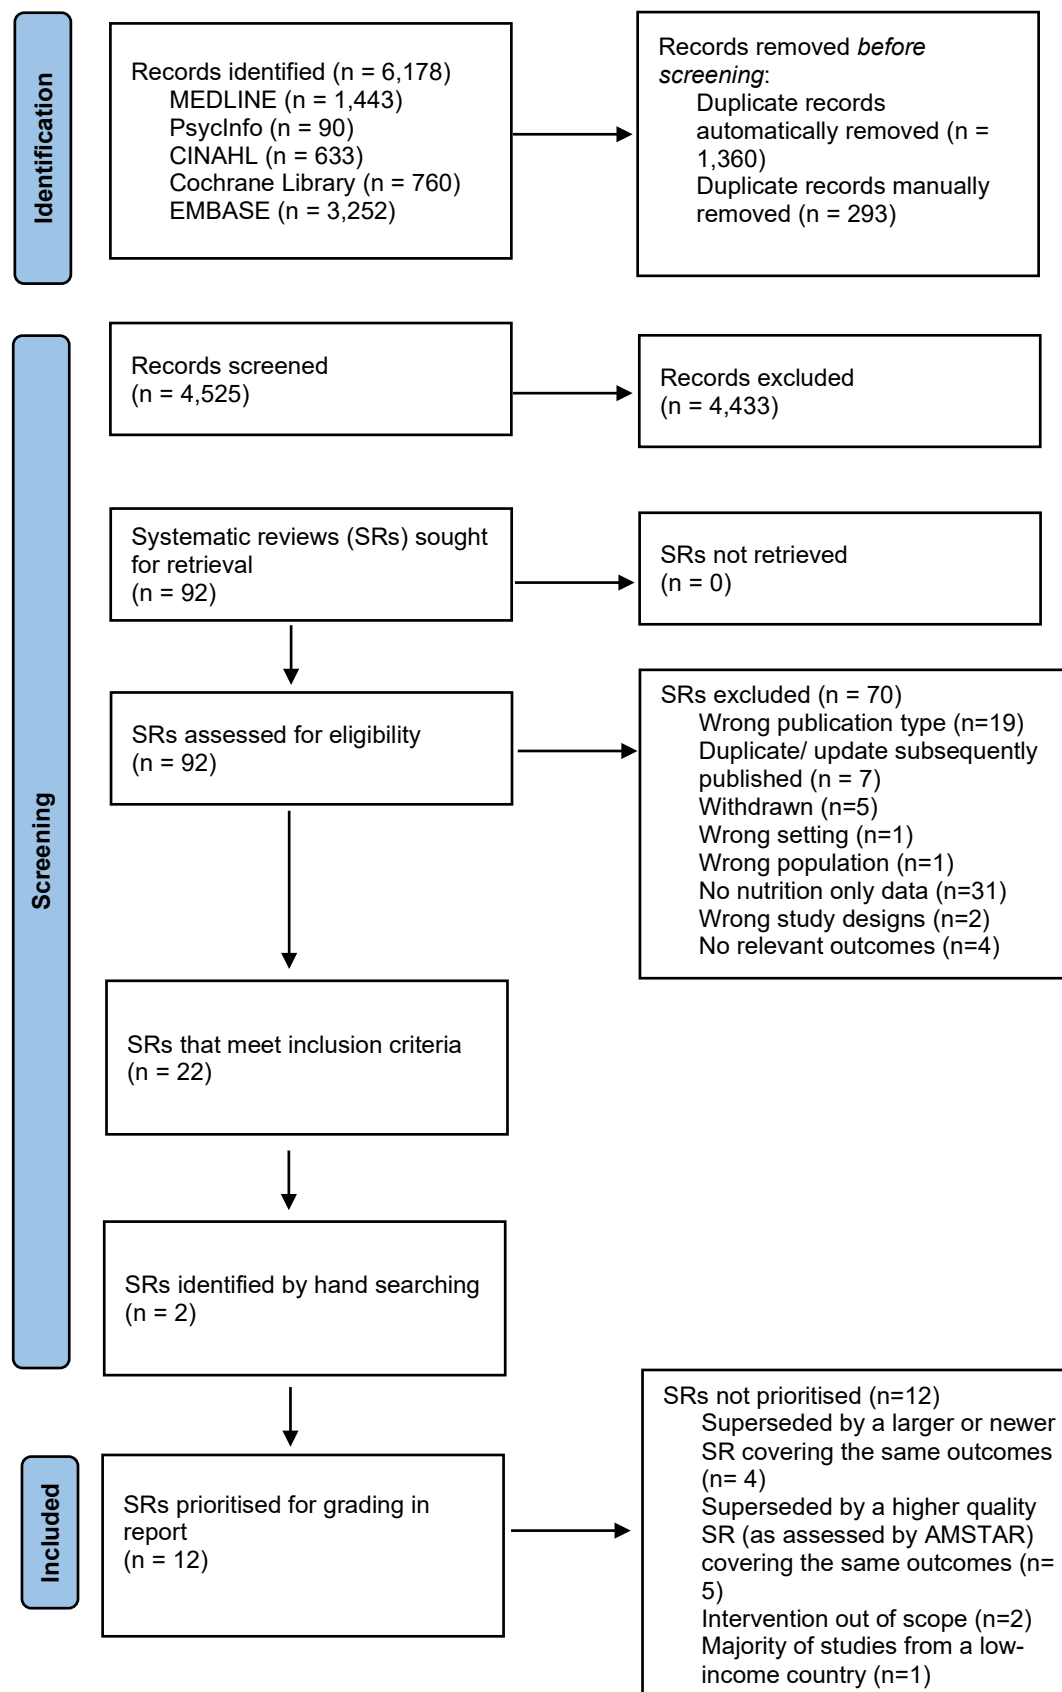 Identification
Records identified (n = 6,178)
MEDLINE (n = 1,443)
PsycInfo (n = 90)
CINAHL (n = 633)
Cochrane Library (n = 760)
EMBASE (n = 3,252)
Records removed before
screening:
Duplicate records
automatically removed (n =
1,360)
Duplicate records manually
removed (n = 293)
Screening
Records screened
(n = 4,525)
Records excluded
(n = 4,433)
Systematic reviews (SRs) sought
for retrieval
(n = 92)
SRs not retrieved
(n = 0)
SRs assessed for eligibility
(n = 92)
SRs excluded (n = 70)
Wrong publication type (n=19)
Duplicate/ update subsequently
published (n = 7)
Withdrawn (n=5)
Wrong setting (n=1)
Wrong population (n=1)
No nutrition only data (n=31)
Wrong study designs (n=2)
No relevant outcomes (n=4)
SRs that meet inclusion criteria
(n = 22)
SRs identified by hand searching
(n = 2)
Included
SRs prioritised for grading in
report
(n = 12)
SRs not prioritised (n=12)
Superseded by a larger or newer
SR covering the same outcomes
(n= 4)
Superseded by a higher quality
SR (as assessed by AMSTAR)
covering the same outcomes (n=
5)
Intervention out of scope (n=2)
Majority of studies from a low-
income country (n=1)